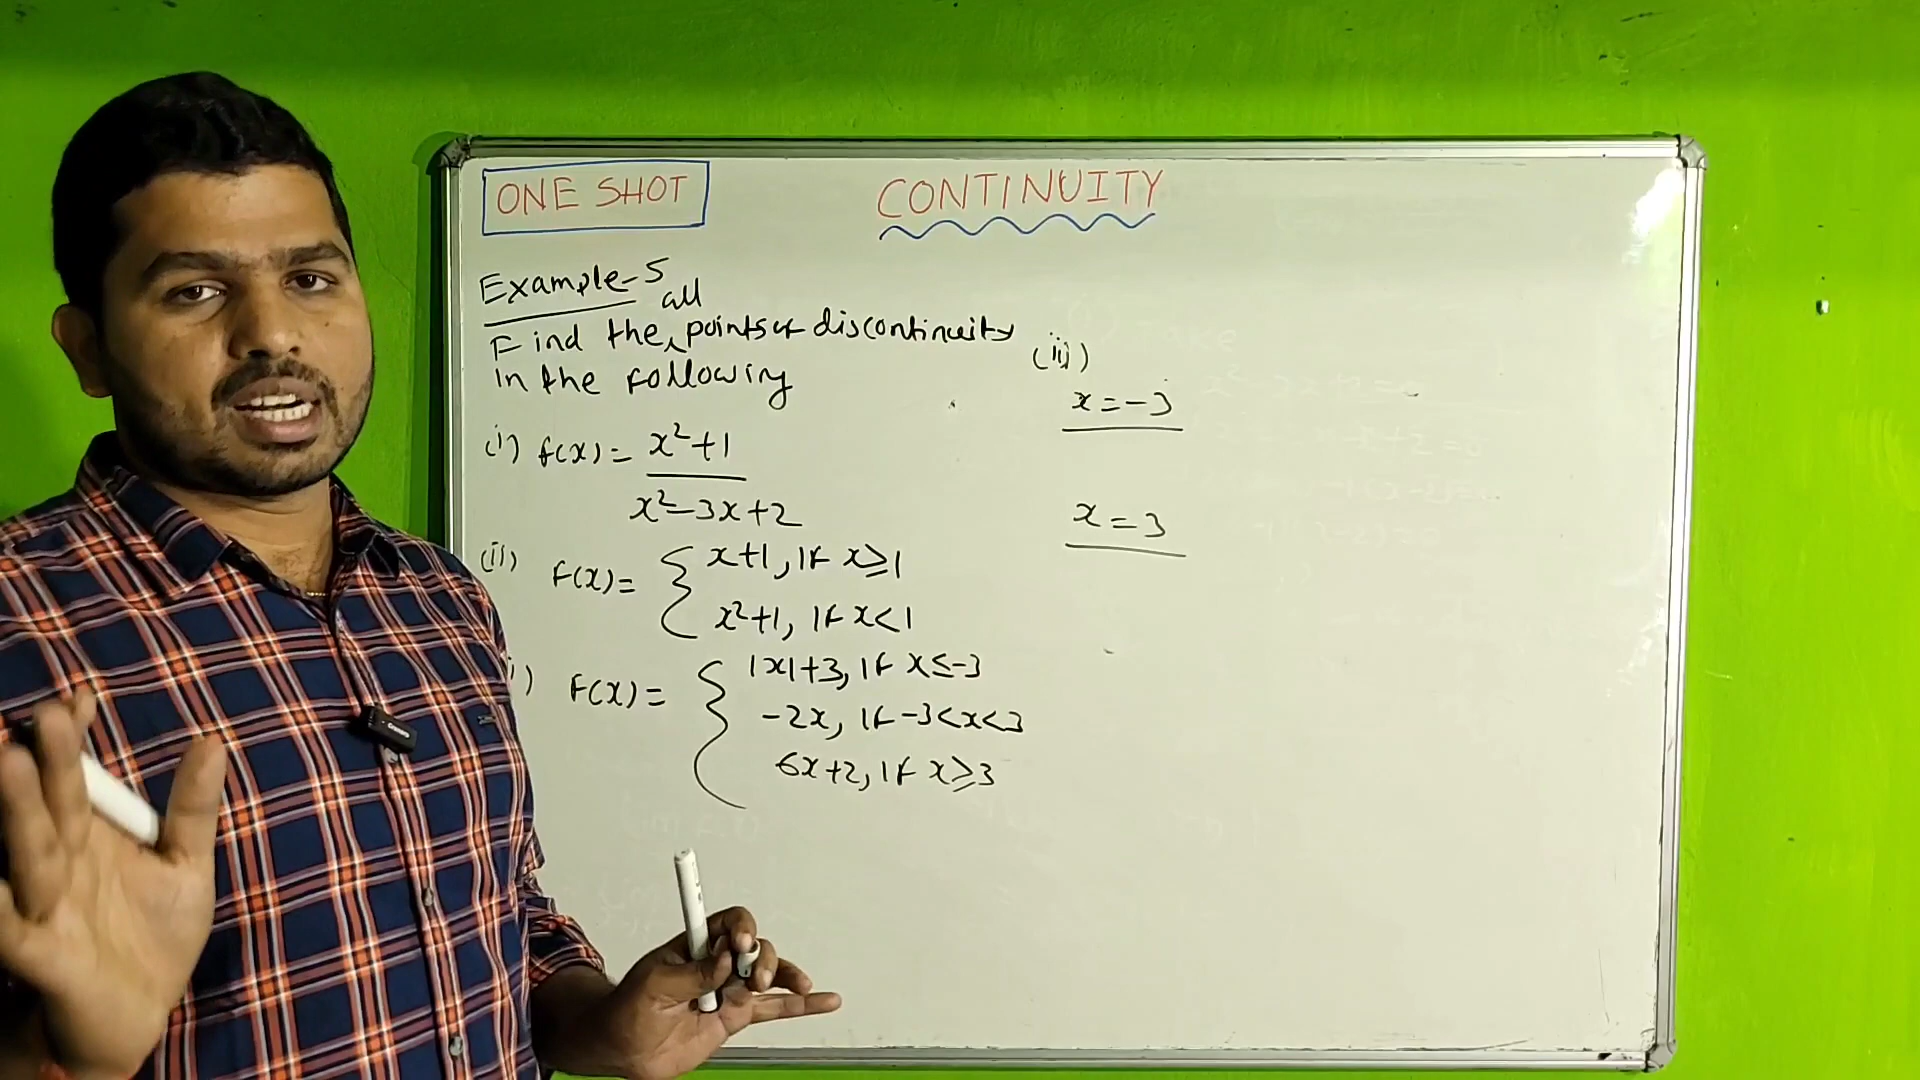 ONE SHOT
CONTINUITY
Example-5
all
Find the points of discontinuity
in the following
(i) f(x) = x²+1
x²-3x+2
(ii) F(x) = { x+1, if x≥1
x²+1, if x<1
i) F(x) = { |x|+3, if x≤-3
-2x, if -3<x<3
6x+2, if x≥3
(iii)
x=-3
x=3